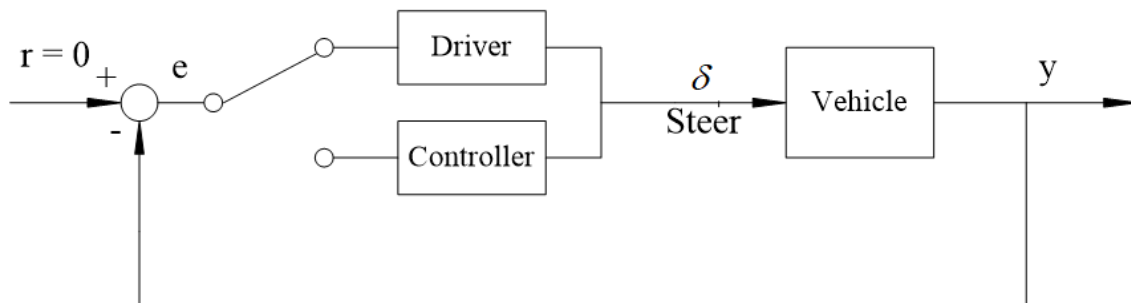 r = 0
+
-
e
Driver
Controller
δ
Steer
Vehicle
y